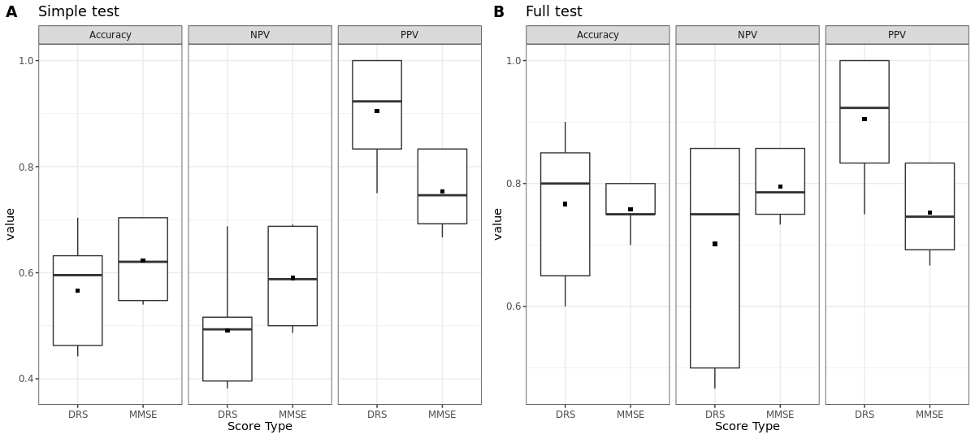 A Simple test
Accuracy NPV PPV
1.0
0.8
0.6
0.4
value
DRS MMSE DRS MMSE DRS MMSE
Score Type
B Full test
Accuracy NPV PPV
1.0
0.8
0.6
value
DRS MMSE DRS MMSE DRS MMSE
Score Type